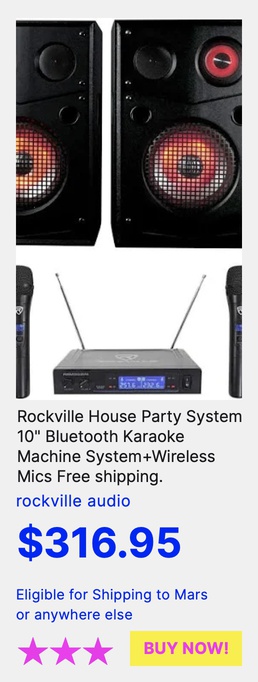 Rockville House Party System
10" Bluetooth Karaoke
Machine System+Wireless
Mics Free shipping.
rockville audio
$316.95
Eligible for Shipping to Mars
or anywhere else
BUY NOW!